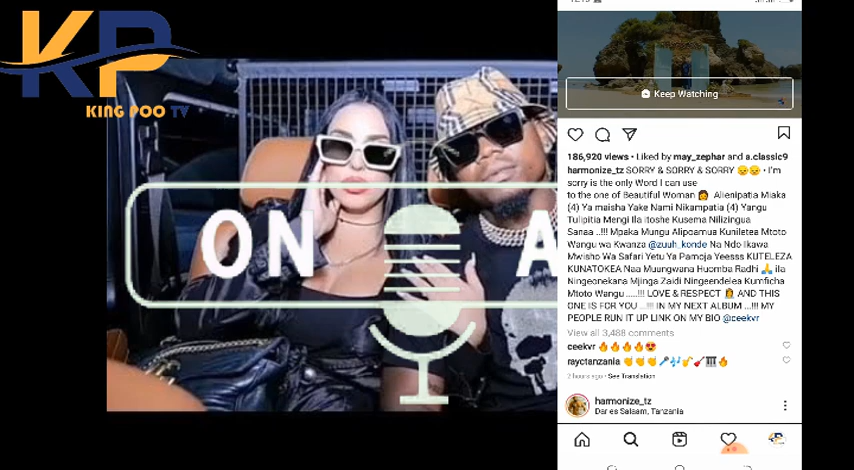 KP
KING POO TV
ON A
Keep Watching
186,920 views • Liked by may_zephar and a.classic9
harmonize_tz SORRY & SORRY & SORRY 😞😞 • I'm
sorry is the only Word I can use
to the one of Beautiful Woman 👩 Alienipatia Miaka
(4) Ya maisha Yake Nami Nikampatia (4) Yangu
Tulipitia Mengi Ila itoshe Kusema Nilizingua
Sanaa ..!!! Mpaka Mungu Alipoamua Kuniletea Mtoto
Wangu wa Kwanza @zuuh_konde Na Ndo Ikawa
Mwisho Wa Safari Yetu Ya Pamoja Yeesss KUTELEZA
KUNATOKEA Naa Muungwana Huomba Radhi 🙏 ila
Ningeonekana Mjinga Zaidi Ningeendelea Kumficha
Mtoto Wangu .....!!! LOVE & RESPECT 👩 AND THIS
ONE IS FOR YOU ...!!! IN MY NEXT ALBUM ...!!! MY
PEOPLE RUN IT UP LINK ON MY BIO @ceekvr
View all 3,488 comments
ceekvr 🔥🔥🔥🔥😍
rayctanzania 👏👏👏🎤🎶🎷🎸🎹🔥
2 hours ago • See Translation
harmonize_tz
Dar es Salaam, Tanzania